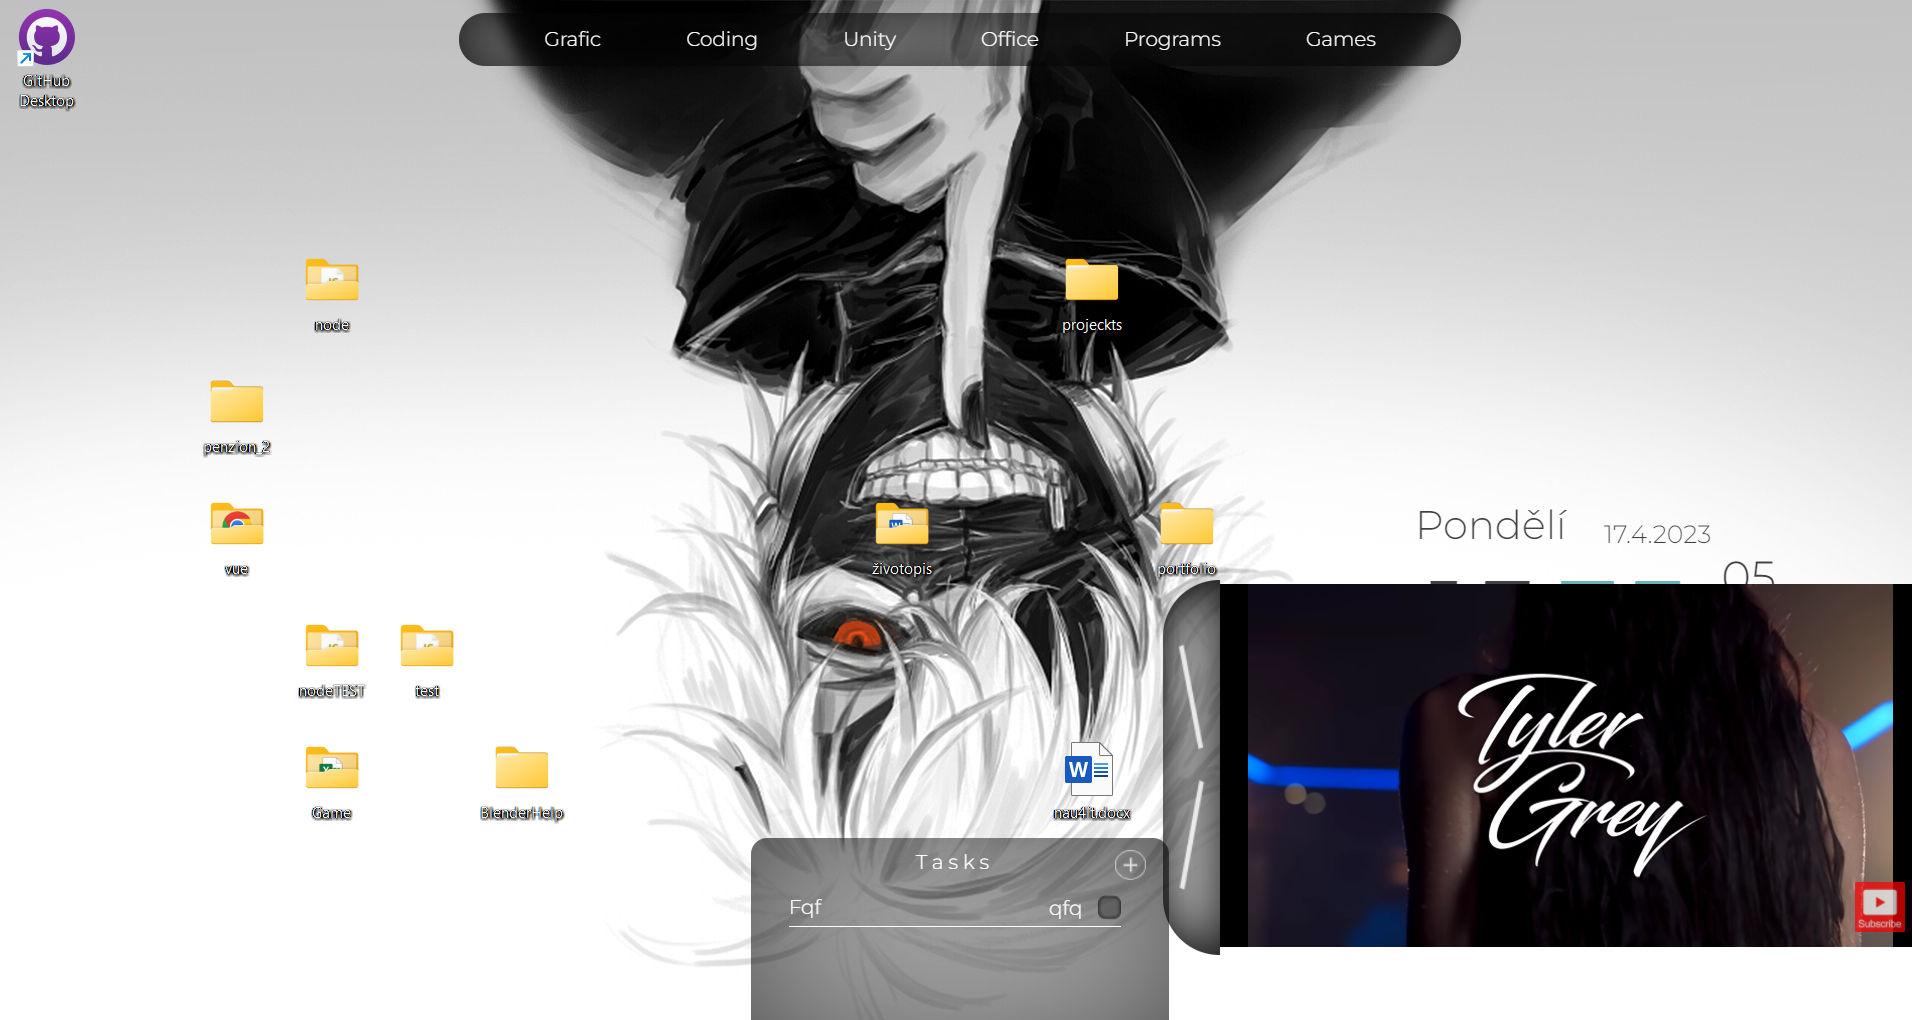 Grafic Coding Unity Office Programs Games
GitHub
Desktop
node
projeckts
penzion_2
Pondělí 17.4.2023
05
vue
životopis
portfolio
nodeTEST
test
Tyler
Grey
Game
BlenderHelp
nau4it.docx
Tasks
Fqf qfq
Subscribe